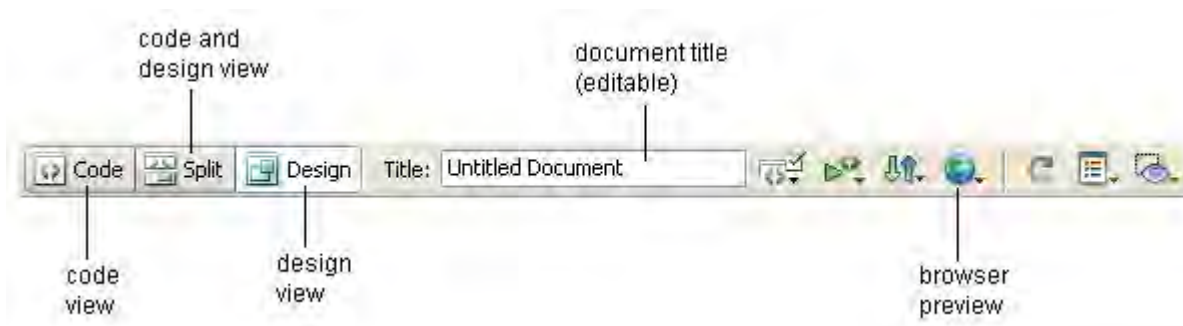 code and
design view
document title
(editable)
Code Split Design Title: Untitled Document
code
view
design
view
browser
preview